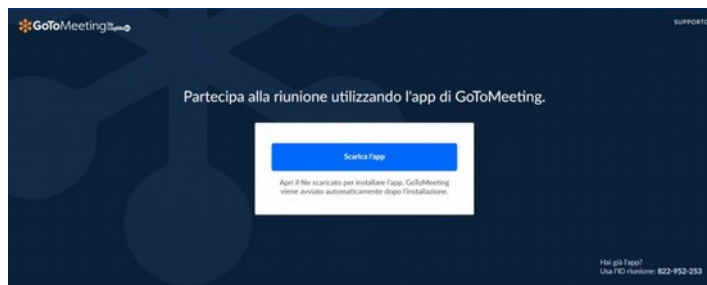 GoToMeeting
SUPPORTO
Partecipa alla riunione utilizzando l'app di GoToMeeting.
Scarica l'app
Apri il file scaricato per installare l'app. GoToMeeting
viene avviato automaticamente dopo l'installazione.
Hai già l'app?
Usa l'ID riunione: 822-952-253